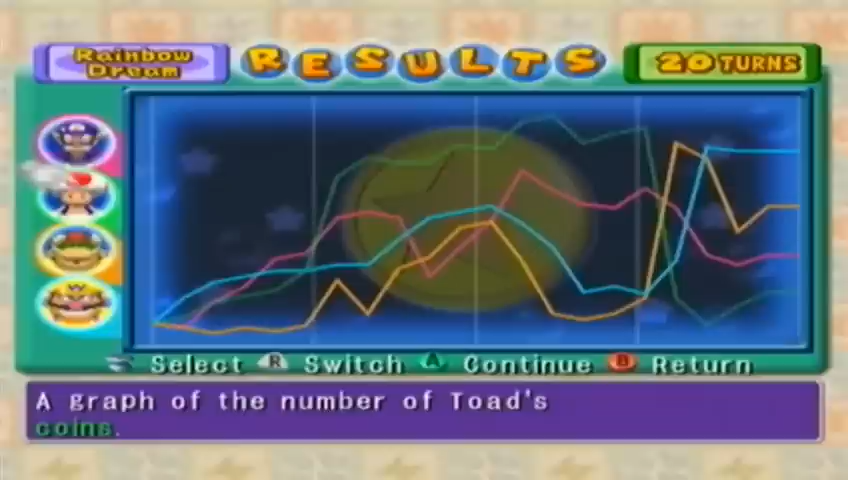 Rainbow
Dream
RESULTS
20 TURNS
Select R Switch A Continue B Return
A graph of the number of Toad's
coins.